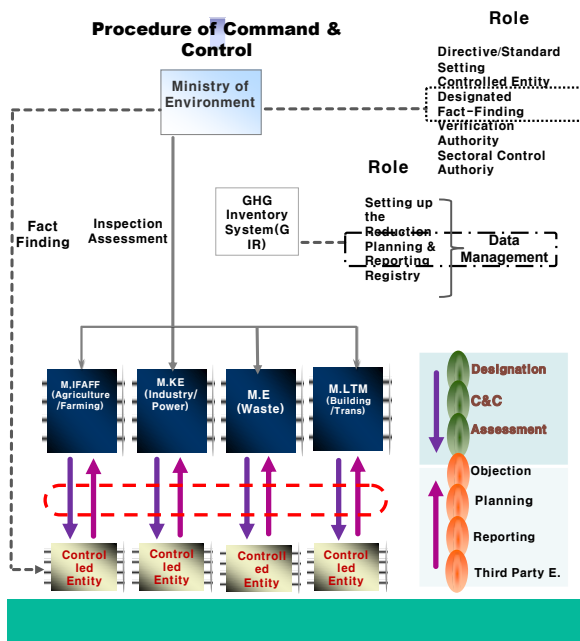 Procedure of Command &
Control
Ministry of
Environment
Role
Directive/Standard
Setting
Controlled Entity
Designated
Fact-Finding
Verification
Authority
Sectoral Control
Authoriy
Role
GHG
Inventory
System(G
IR)
Setting up
the
Reduction
Planning &
Reporting
Registry
Data
Management
Fact
Finding
Inspection
Assessment
M,IFAFF
(Agriculture
/Farming)
M.KE
(Industry/
Power)
M.E
(Waste)
M.LTM
(Building
/Trans)
Control
led
Entity
Control
led
Entity
Controll
ed
Entity
Control
led
Entity
Designation
C&C
Assessment
Objection
Planning
Reporting
Third Party E.